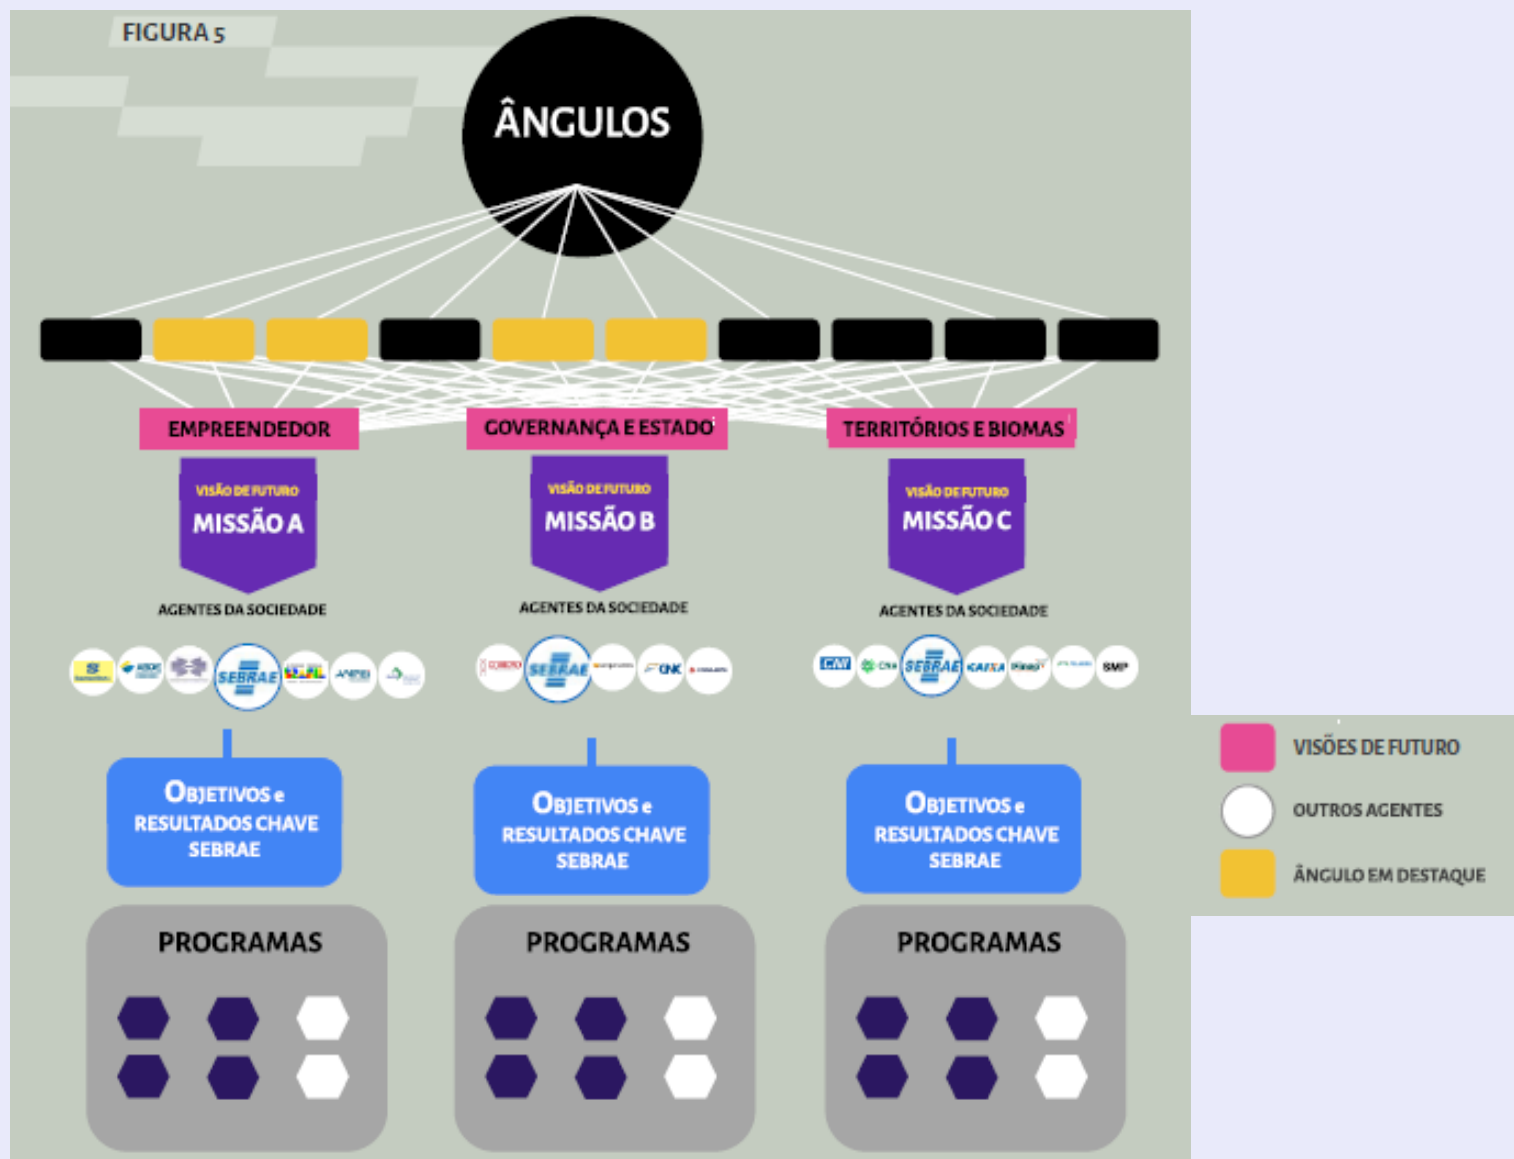 FIGURA 5
ÂNGULOS
EMPREENDEDOR
GOVERNANÇA E ESTADO
TERRITÓRIOS E BIOMAS
VISÃO DE FUTURO
MISSÃO A
VISÃO DE FUTURO
MISSÃO B
VISÃO DE FUTURO
MISSÃO C
AGENTES DA SOCIEDADE
AGENTES DA SOCIEDADE
AGENTES DA SOCIEDADE
SEBRAE
SEBRAE
CNI
CNA
SEBRAE
CAIXA
SMP
OBJETIVOS e
RESULTADOS CHAVE
SEBRAE
OBJETIVOS e
RESULTADOS CHAVE
SEBRAE
OBJETIVOS e
RESULTADOS CHAVE
SEBRAE
PROGRAMAS
PROGRAMAS
PROGRAMAS
VISÕES DE FUTURO
OUTROS AGENTES
ÂNGULO EM DESTAQUE